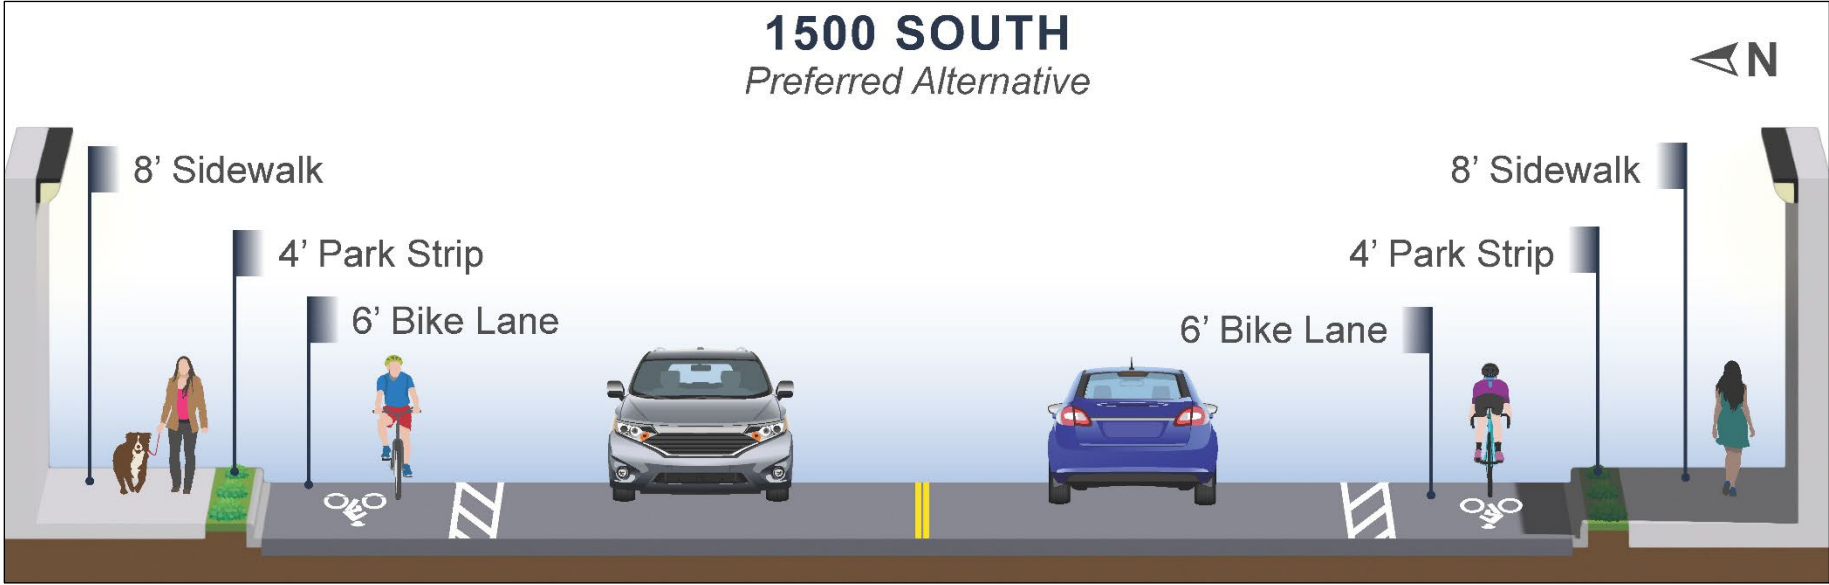 1500 SOUTH
Preferred Alternative
N
8’ Sidewalk
8’ Sidewalk
4’ Park Strip
4’ Park Strip
6’ Bike Lane
6’ Bike Lane